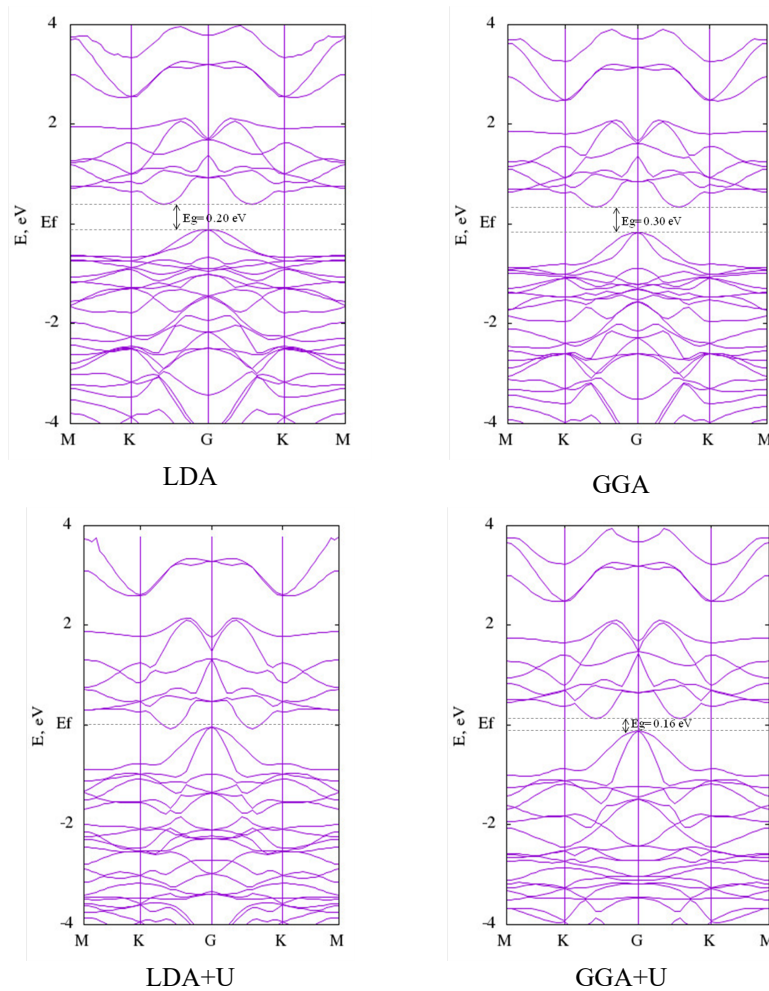 4
2
Eg=0.20 eV
Ef
E, eV
-2
-4
M K G K M
LDA
4
2
Eg=0.30 eV
Ef
E, eV
-2
-4
M K G K M
GGA
4
2
Ef
E, eV
-2
-4
M K G K M
LDA+U
4
2
Eg=0.16 eV
Ef
E, eV
-2
-4
M K G K M
GGA+U